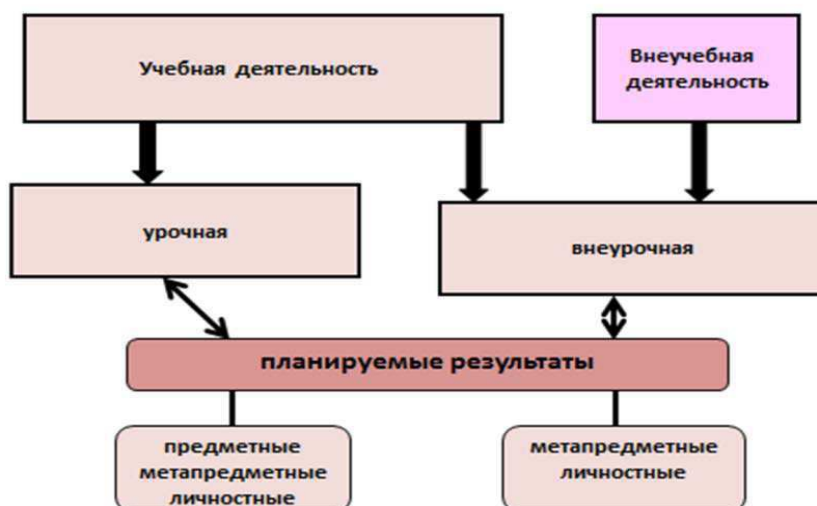 Учебная деятельность
Внеучебная
деятельность
урочная
внеурочная
планируемые результаты
предметные
метапредметные
личностные
метапредметные
личностные